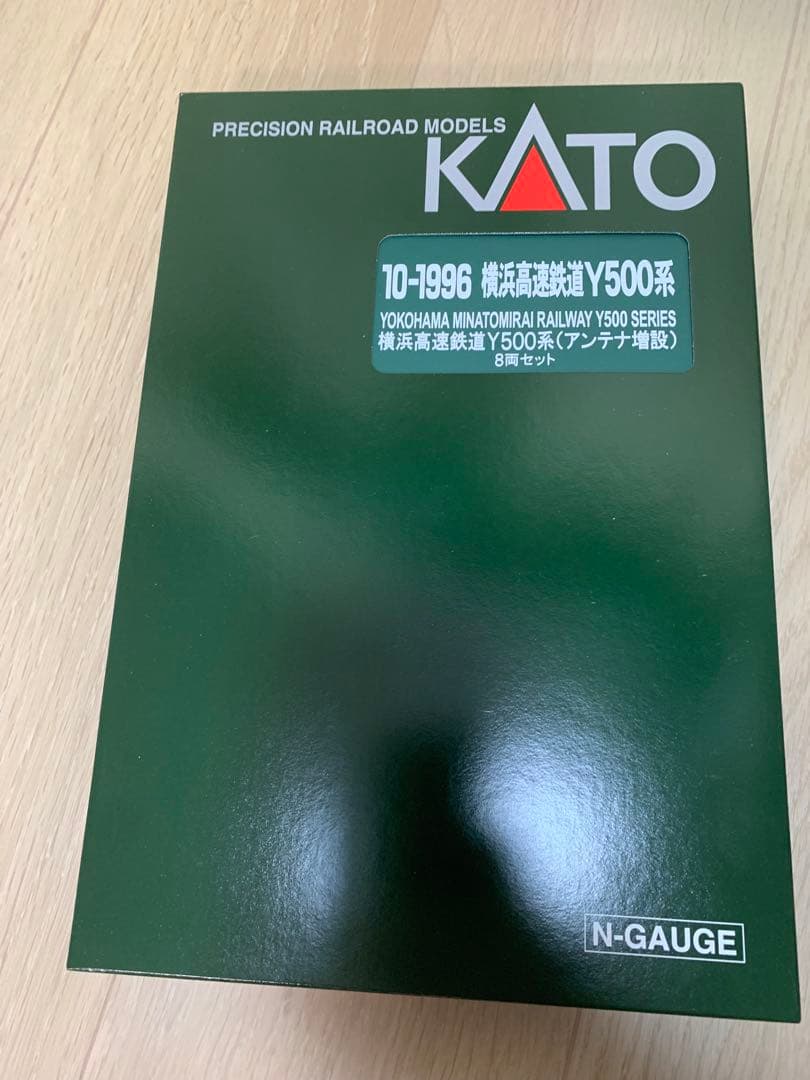 PRECISION RAILROAD MODELS
KATO
10-1996 横浜高速鉄道Y500系
YOKOHAMA MINATOMIRAI RAILWAY Y500 SERIES
横浜高速鉄道Y500系(アンテナ増設)
8両セット
N-GAUGE